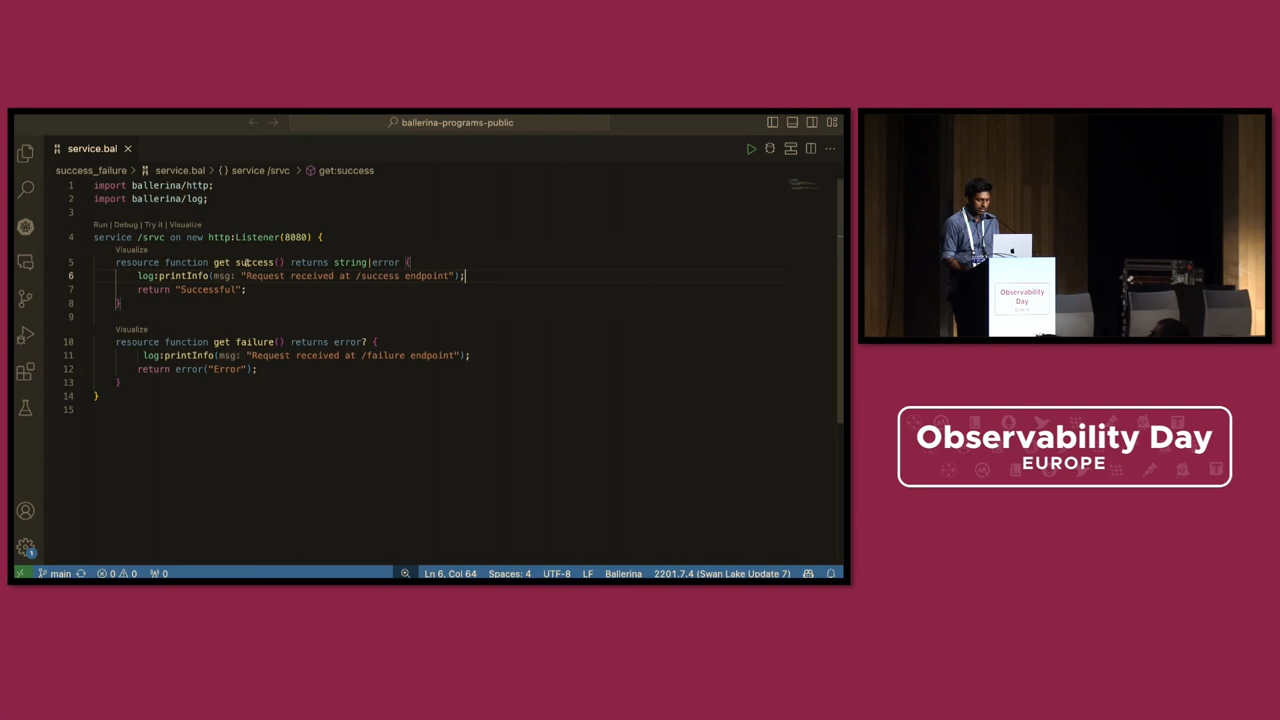 ballerina-programs-public
service.bal
success_failure > service.bal > {} service /srvc > get:success
1 import ballerina/http;
2 import ballerina/log;
3
Run | Debug | Try it | Visualize
4 service /srvc on new http:Listener(8080) {
Visualize
5 resource function get success() returns string|error {
6 log:printInfo(msg: "Request received at /success endpoint");
7 return "Successful";
8 }
9
Visualize
10 resource function get failure() returns error? {
11 log:printInfo(msg: "Request received at /failure endpoint");
12 return error("Error");
13 }
14 }
15
1
main 0 0 0 Ln 6, Col 64 Spaces: 4 UTF-8 LF Ballerina 2201.7.4 (Swan Lake Update 7)
Observability
Day
EUROPE
Observability Day
EUROPE